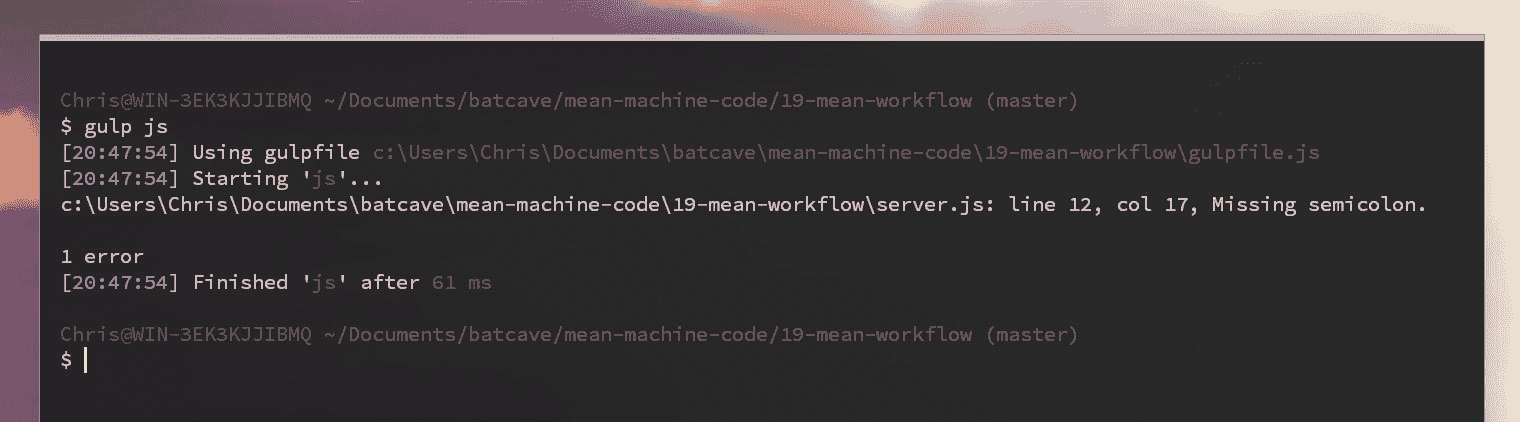 Chris@WIN-3EK3KJJIBMQ ~/Documents/batcave/mean-machine-code/19-mean-workflow (master)
$ gulp js
[20:47:54] Using gulpfile c:\Users\Chris\Documents\batcave\mean-machine-code\19-mean-workflow\gulpfile.js
[20:47:54] Starting 'js'...
c:\Users\Chris\Documents\batcave\mean-machine-code\19-mean-workflow\server.js: line 12, col 17, Missing semicolon.
1 error
[20:47:54] Finished 'js' after 61 ms
Chris@WIN-3EK3KJJIBMQ ~/Documents/batcave/mean-machine-code/19-mean-workflow (master)
$